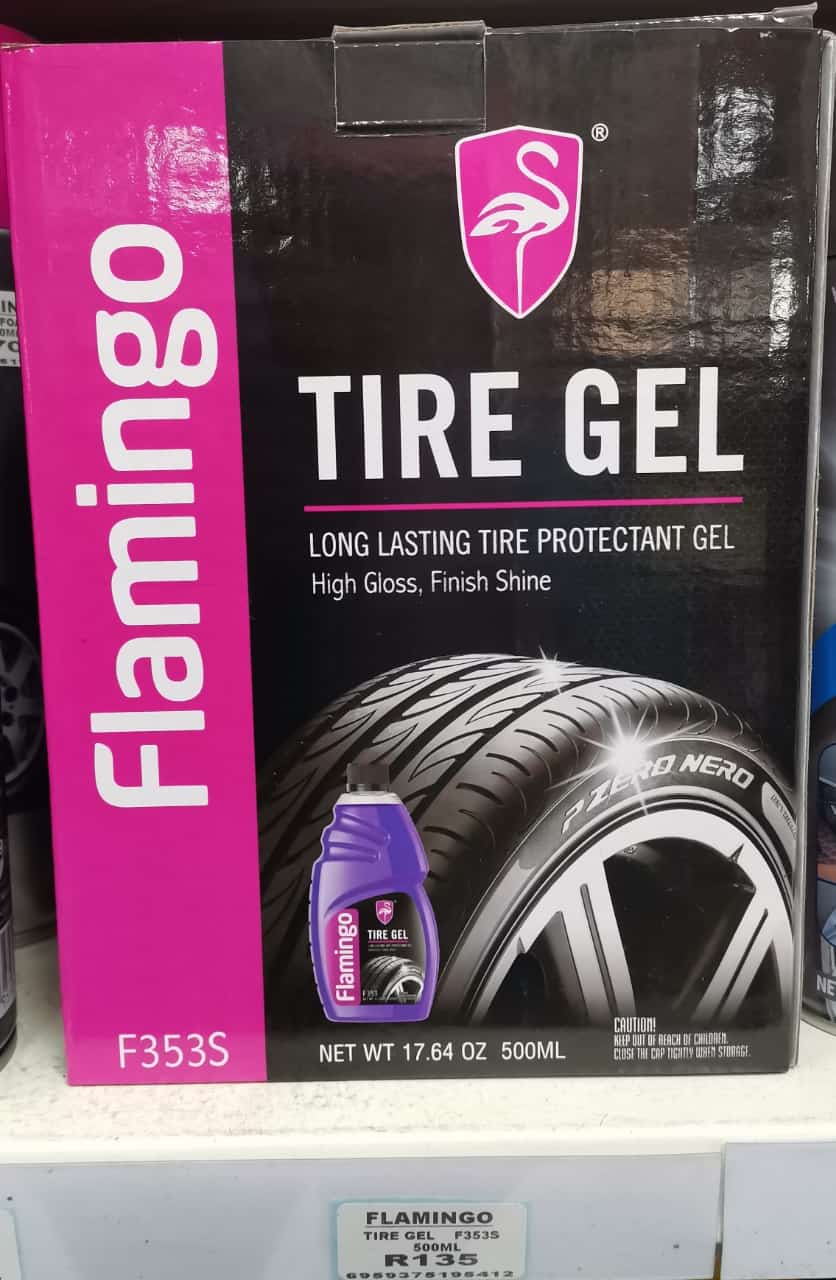 ®
Flamingo
TIRE GEL
LONG LASTING TIRE PROTECTANT GEL
High Gloss, Finish Shine
P ZERO NERO
Flamingo
TIRE GEL
F353S
NET WT 17.64 OZ 500ML
CAUTION!
KEEP OUT OF REACH OF CHILDREN.
CLOSE THE CAP TIGHTLY WHEN STORAGE.
FLAMINGO
TIRE GEL F353S
500ML
R135
6959375195412